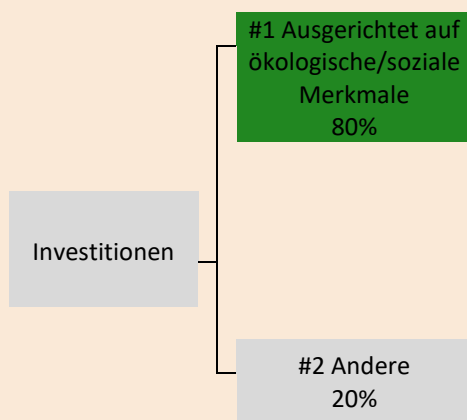 #1 Ausgerichtet auf
ökologische/soziale
Merkmale
80%
Investitionen
#2 Andere
20%